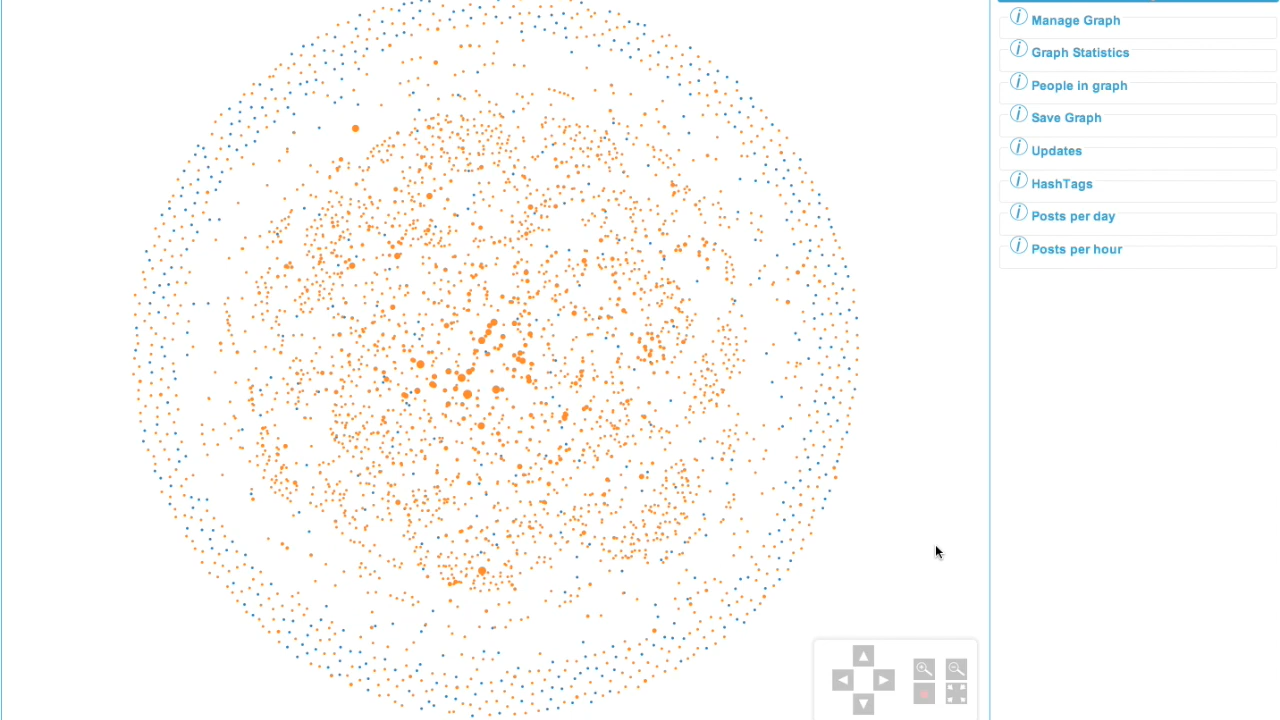 Manage Graph
Graph Statistics
People in graph
Save Graph
Updates
HashTags
Posts per day
Posts per hour